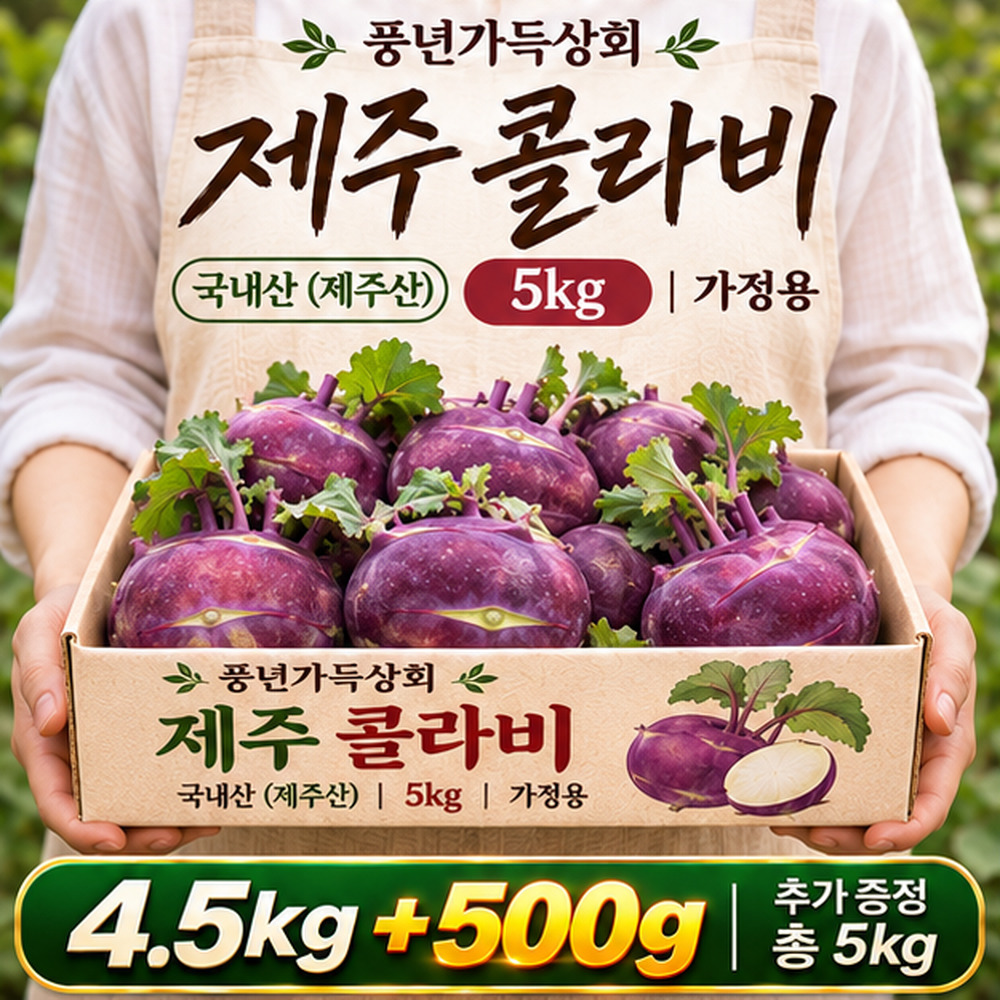 풍년가득상회
제주 콜라비
국내산 (제주산) 5kg | 가정용
풍년가득상회
제주 콜라비
국내산 (제주산) | 5kg | 가정용
4.5kg+500g | 추가 증정
총 5kg